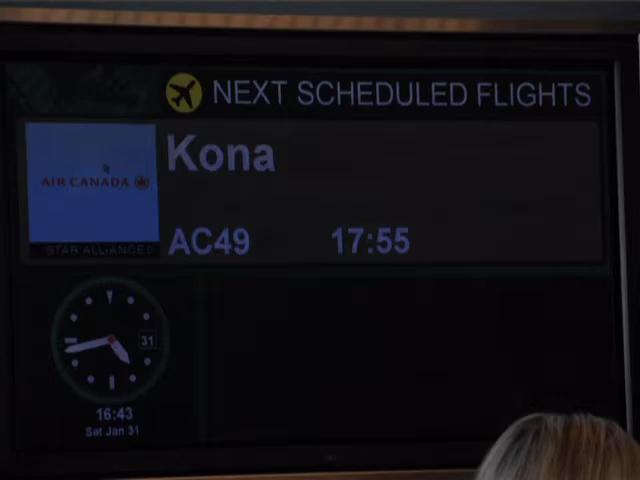 NEXT SCHEDULED FLIGHTS
AIR CANADA
STAR ALLIANCE
Kona
AC49 17:55
31
16:43
Sat Jan 31